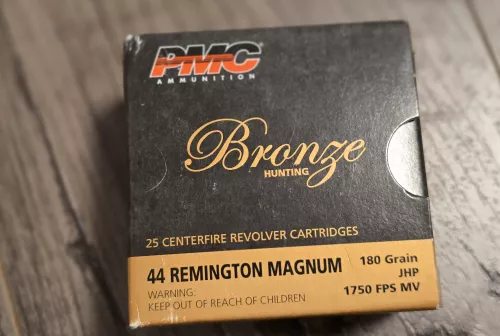 PMC
AMMUNITION
Bronze
HUNTING
25 CENTERFIRE REVOLVER CARTRIDGES
44 REMINGTON MAGNUM
180 Grain
JHP
1750 FPS MV
WARNING:
KEEP OUT OF REACH OF CHILDREN